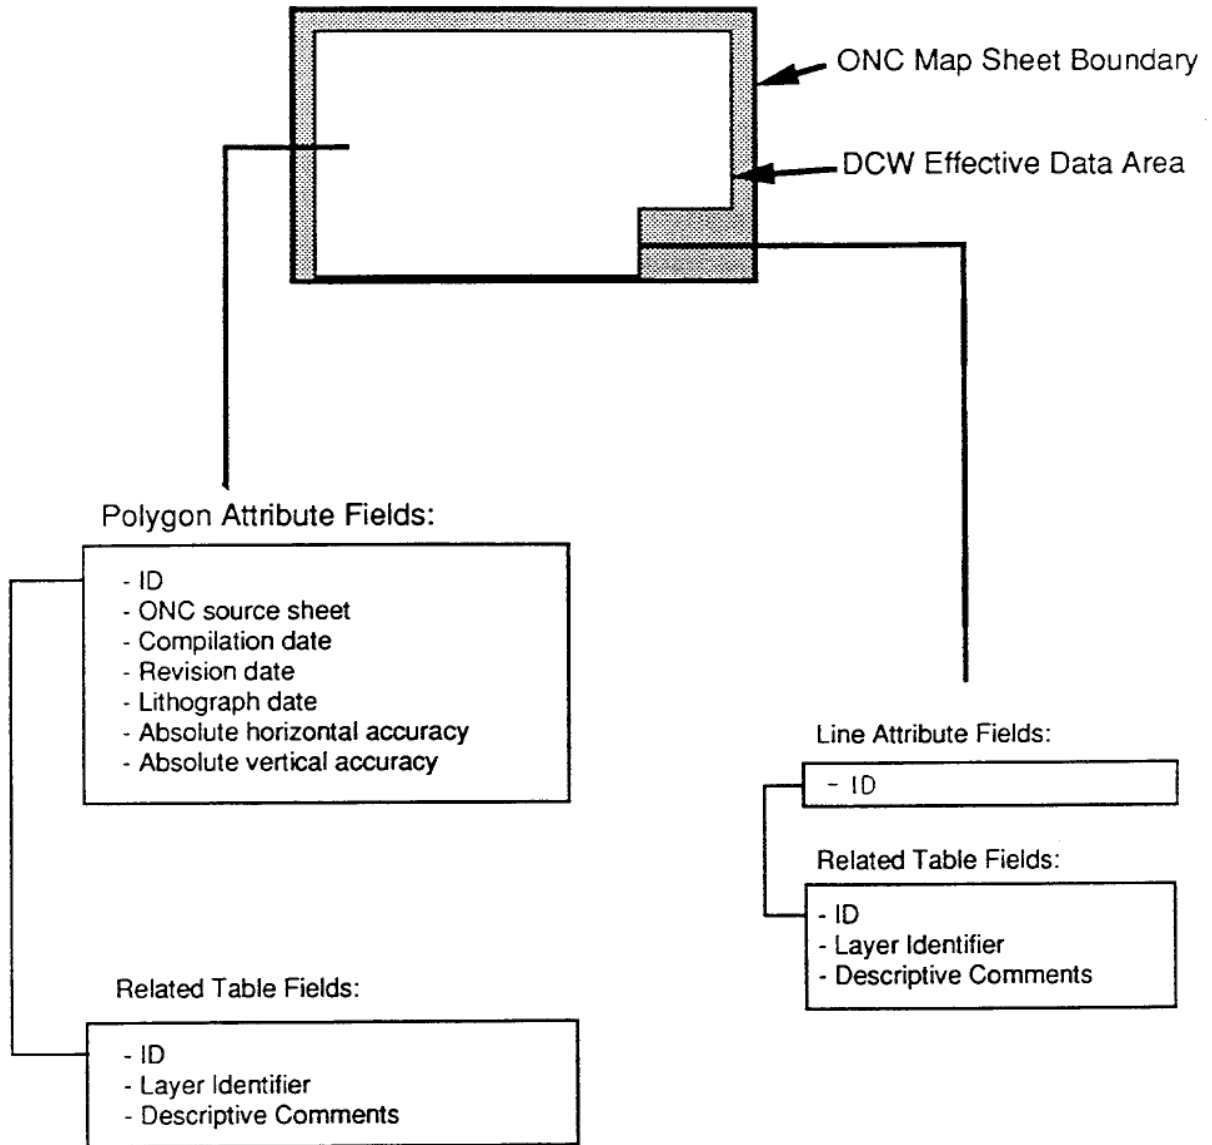 ONC Map Sheet Boundary
DCW Effective Data Area
Polygon Attribute Fields:
- ID
- ONC source sheet
- Compilation date
- Revision date
- Lithograph date
- Absolute horizontal accuracy
- Absolute vertical accuracy
Related Table Fields:
- ID
- Layer Identifier
- Descriptive Comments
Line Attribute Fields:
- ID
Related Table Fields:
- ID
- Layer Identifier
- Descriptive Comments